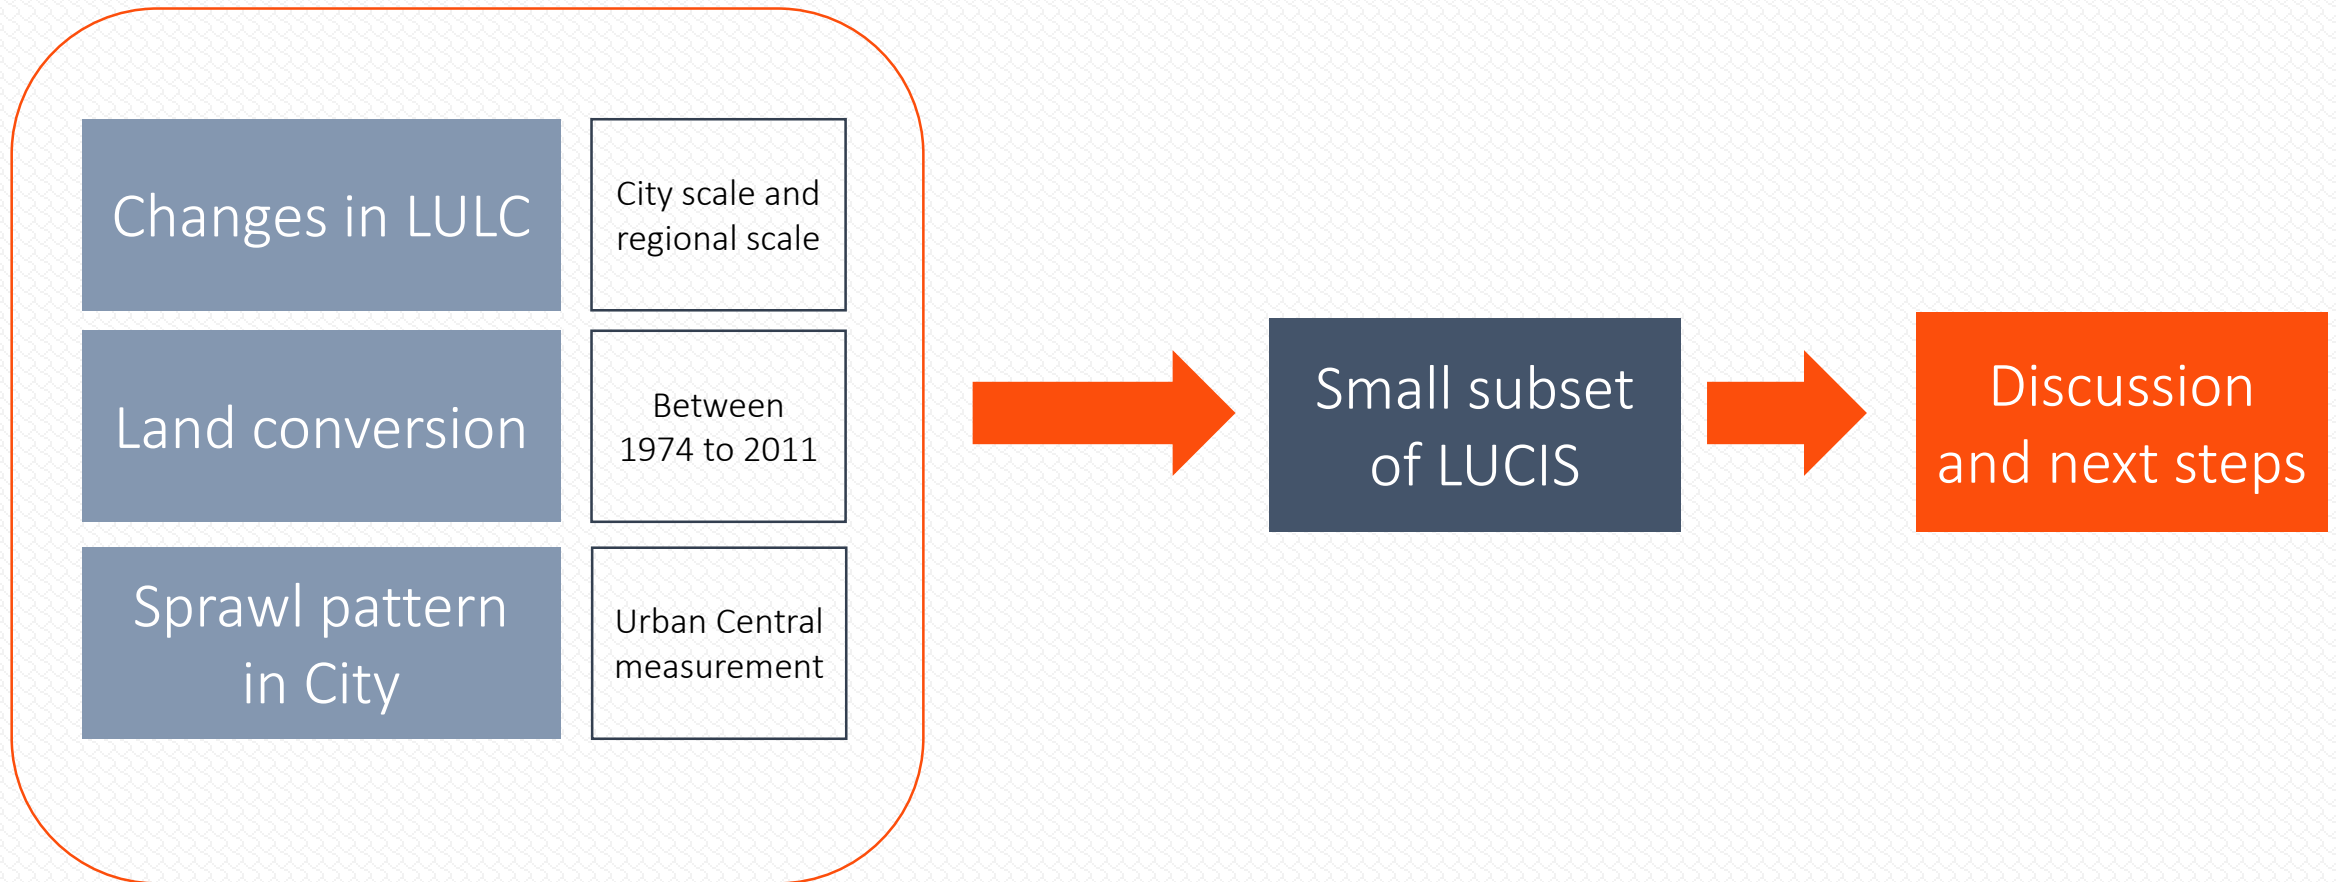 Changes in LULC
City scale and
regional scale
Land conversion
Between
1974 to 2011
Sprawl pattern
in City
Urban Central
measurement
Small subset
of LUCIS
Discussion
and next steps